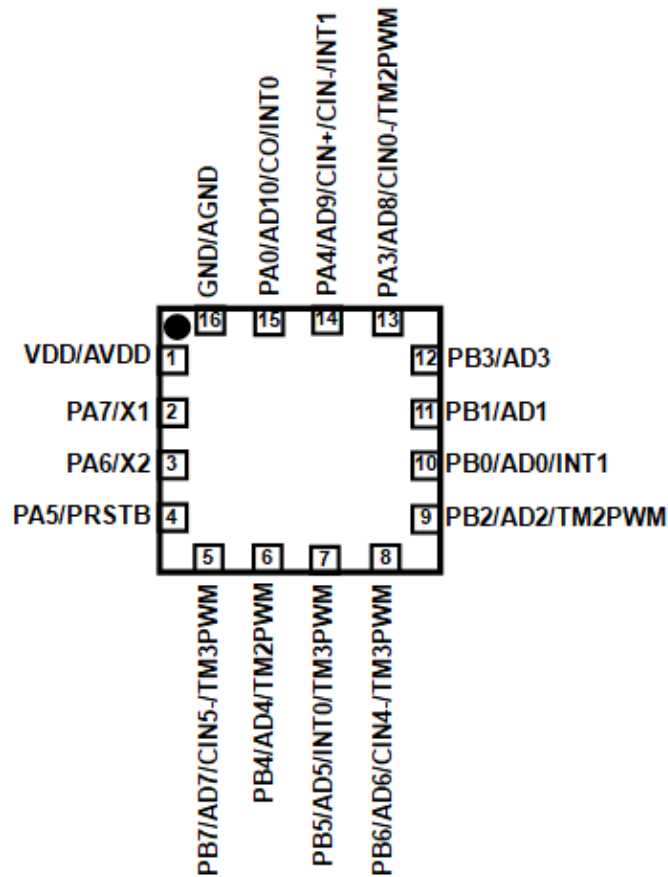 GND/AGND
PA0/AD10/CO/INT0
PA4/AD9/CIN+/CIN-/INT1
PA3/AD8/CIN0-/TM2PWM
16
15
14
13
VDD/AVDD
1
12
PB3/AD3
PA7/X1
2
11
PB1/AD1
PA6/X2
3
10
PB0/AD0/INT1
PA5/PRSTB
4
9
PB2/AD2/TM2PWM
5
6
7
8
PB7/AD7/CIN5-/TM3PWM
PB4/AD4/TM2PWM
PB5/AD5/INT0/TM3PWM
PB6/AD6/CIN4-/TM3PWM